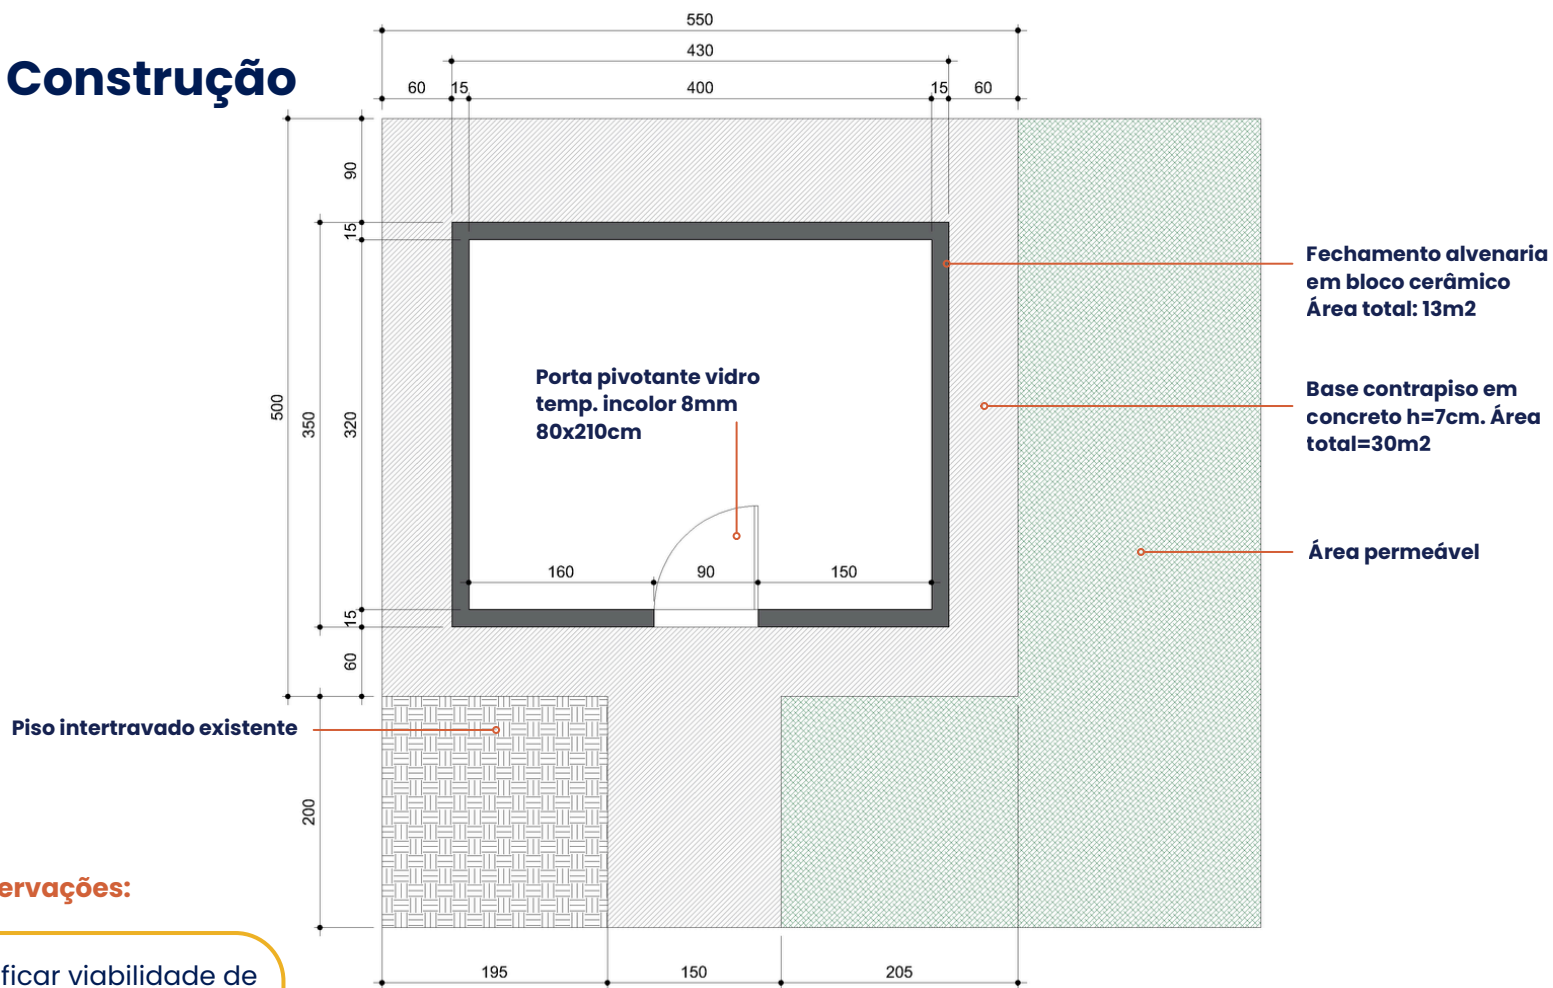 550
430
Construção
60
15
400
15
60
90
15
Fechamento alvenaria
em bloco cerâmico
Área total: 13m2
Porta pivotante vidro
temp. incolor 8mm
80x210cm
Base contrapiso em
concreto h=7cm. Área
total=30m2
500
350
320
Área permeável
160
90
150
15
60
Piso intertravado existente
200
ervações:
ficar viabilidade de
195
150
205